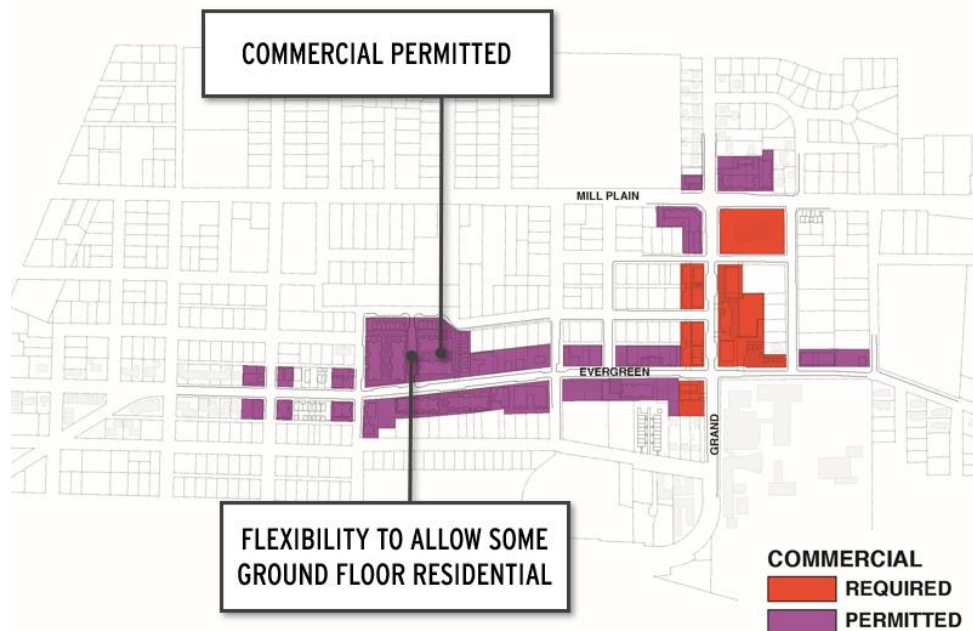 COMMERCIAL PERMITTED
MILL PLAIN
EVERGREEN
GRAND
FLEXIBILITY TO ALLOW SOME
GROUND FLOOR RESIDENTIAL
COMMERCIAL
REQUIRED
PERMITTED